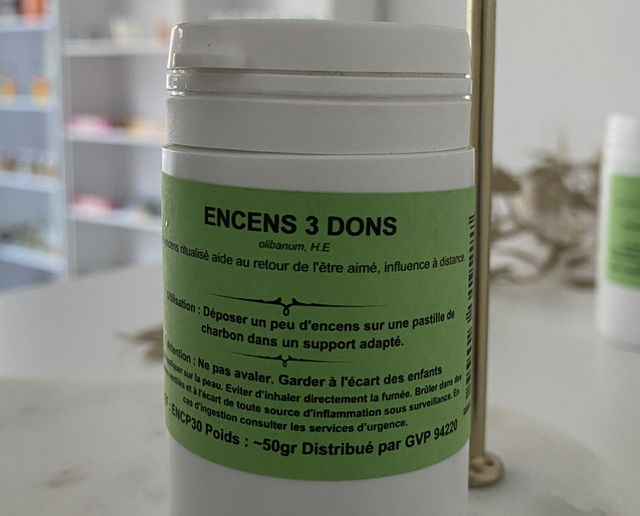 ENCENS 3 DONS
olibanum, H.E
encens ritualisé aide au retour de l'être aimé, influence à distance.
Utilisation : Déposer un peu d'encens sur une pastille de
charbon dans un support adapté.
Attention : Ne pas avaler. Garder à l'écart des enfants
sur la peau. Eviter d'inhaler directement la fumée. Brûler dans des
et à l'écart de toute source d'inflammation sous surveillance. En
cas d'ingestion consulter les services d'urgence.
: ENCP30 Poids : ~50gr Distribué par GVP 94220